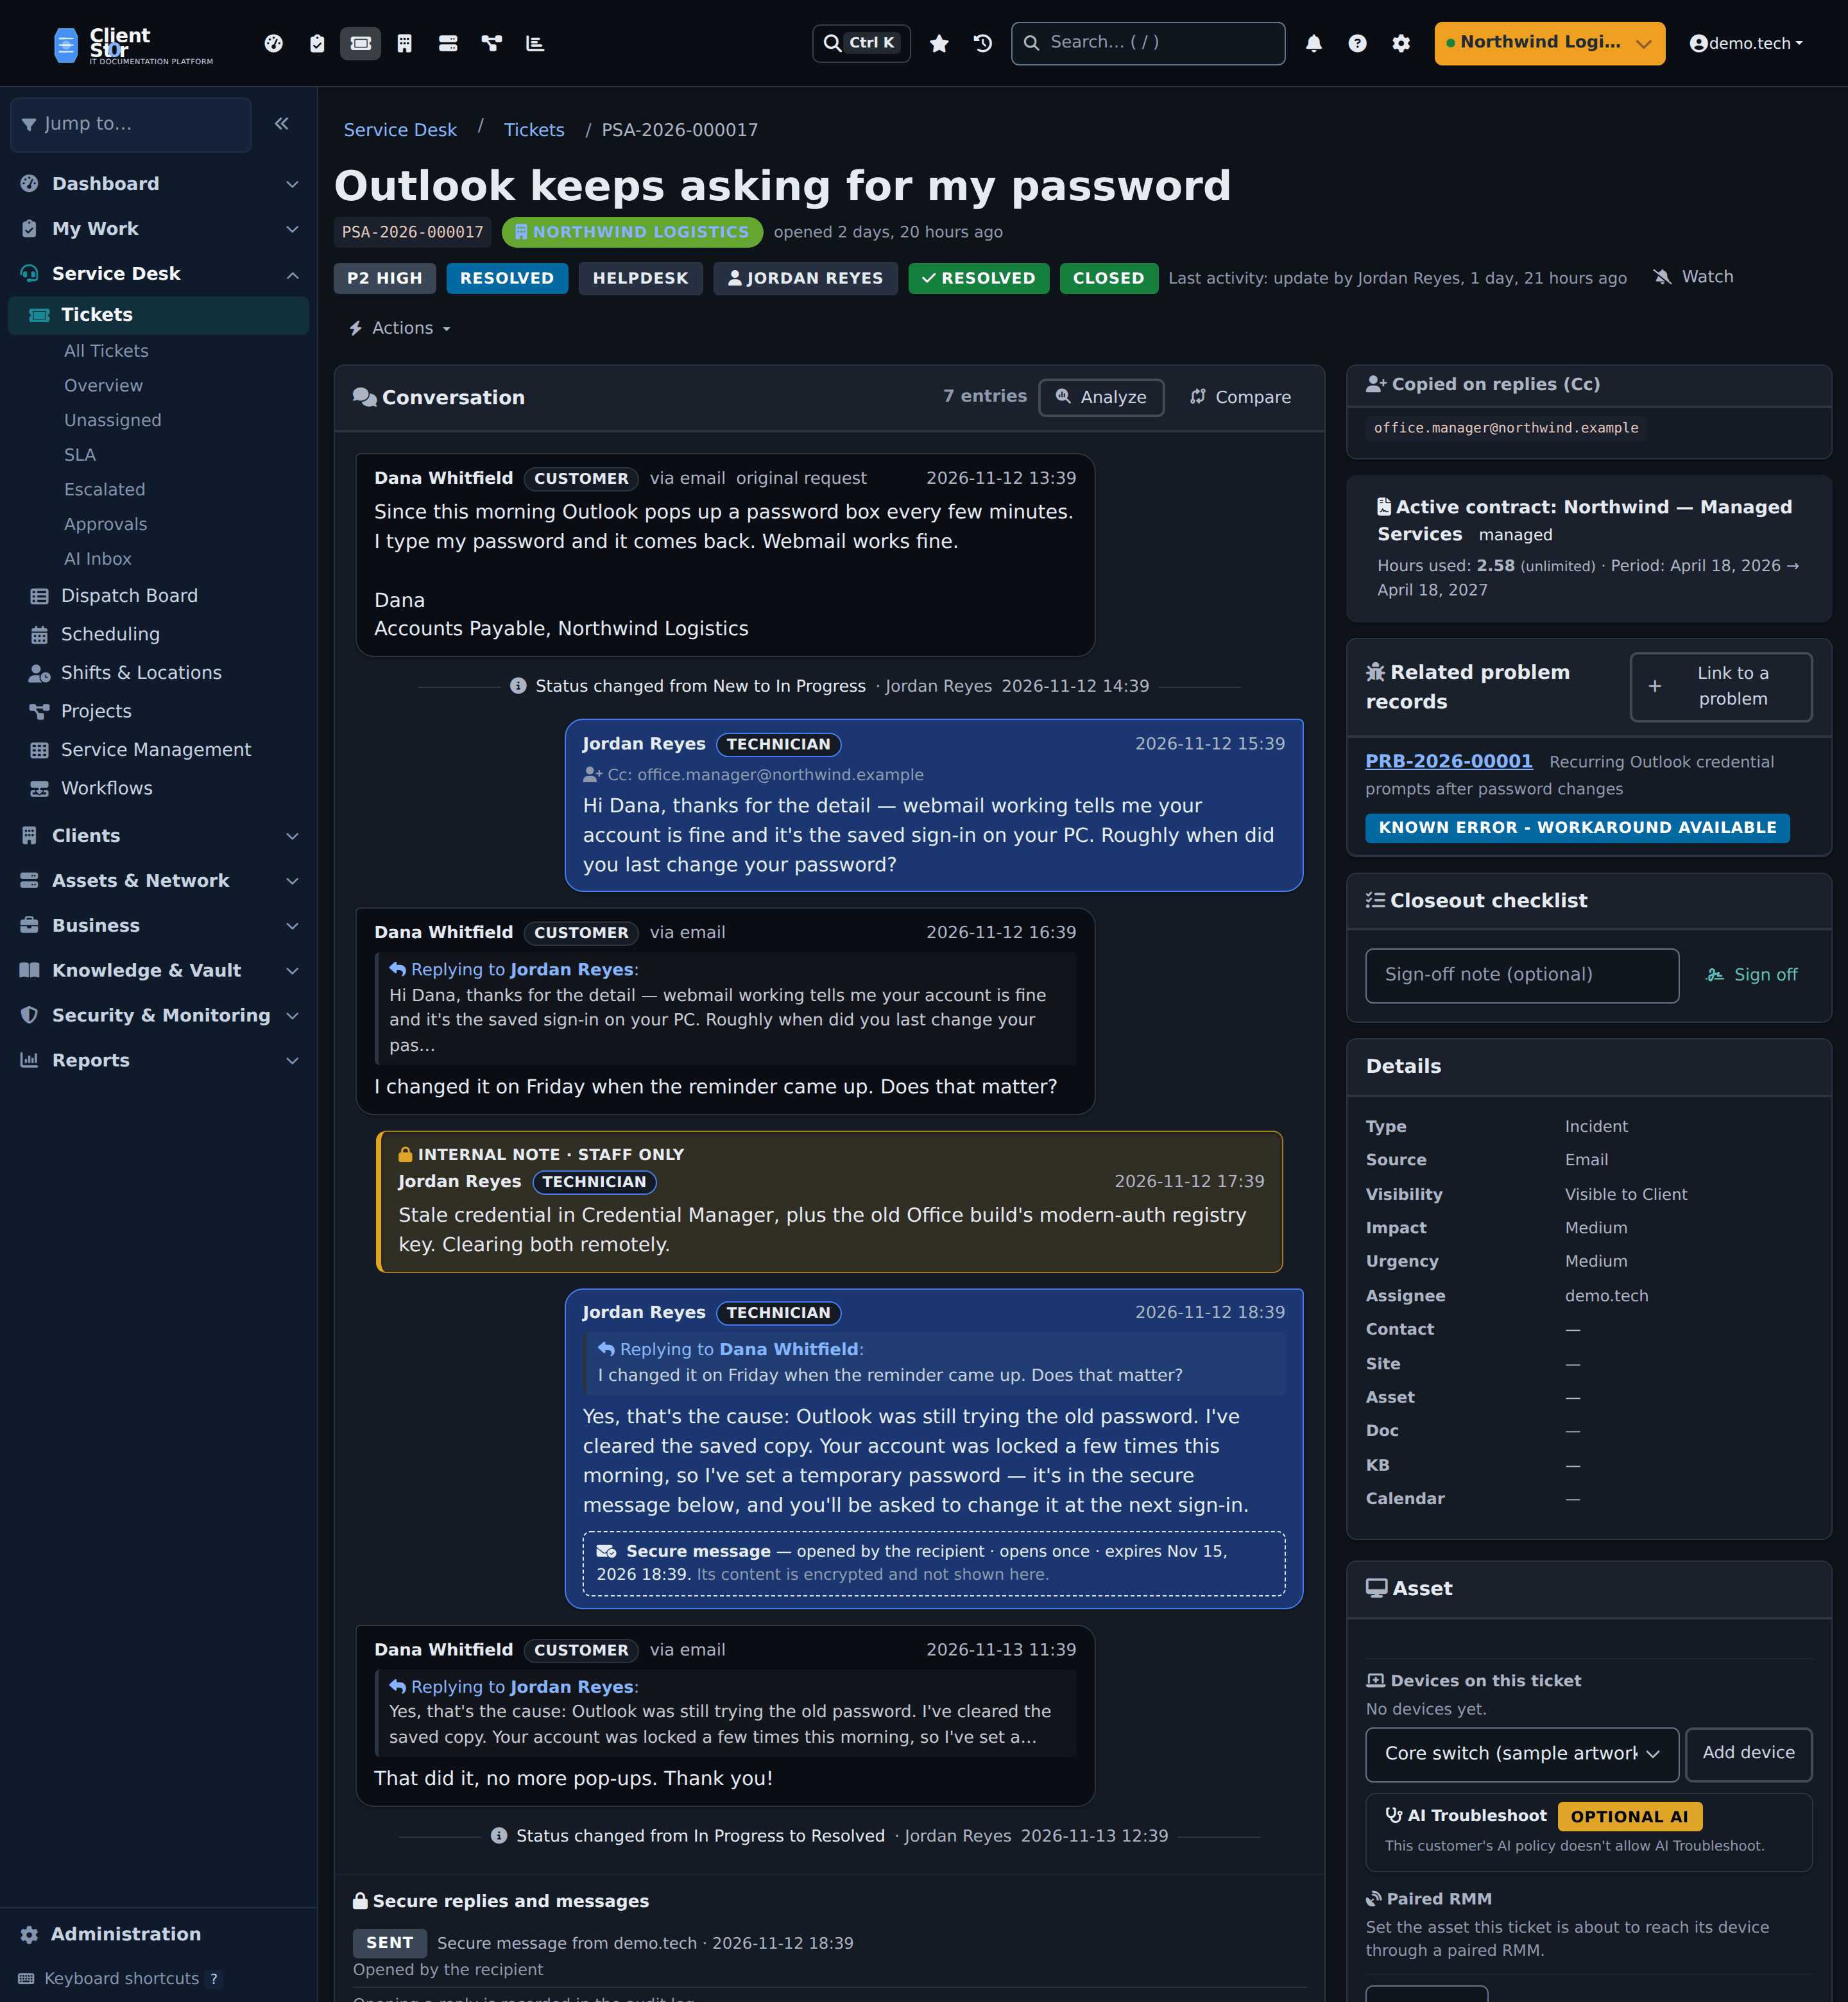 Client
St0r
IT DOCUMENTATION PLATFORM
Ctrl K
Search... ( / )
Northwind Logi...
demo.tech
Jump to...
Dashboard
My Work
Service Desk
Tickets
All Tickets
Overview
Unassigned
SLA
Escalated
Approvals
AI Inbox
Dispatch Board
Scheduling
Shifts & Locations
Projects
Service Management
Workflows
Clients
Assets & Network
Business
Knowledge & Vault
Security & Monitoring
Reports
Administration
Keyboard shortcuts ?
Service Desk / Tickets / PSA-2026-000017
Outlook keeps asking for my password
PSA-2026-000017 NORTHWIND LOGISTICS opened 2 days, 20 hours ago
P2 HIGH RESOLVED HELPDESK JORDAN REYES RESOLVED CLOSED Last activity: update by Jordan Reyes, 1 day, 21 hours ago Watch
Actions
Conversation 7 entries Analyze Compare
Dana Whitfield CUSTOMER via email original request 2026-11-12 13:39
Since this morning Outlook pops up a password box every few minutes.
I type my password and it comes back. Webmail works fine.
Dana
Accounts Payable, Northwind Logistics
Status changed from New to In Progress · Jordan Reyes 2026-11-12 14:39
Jordan Reyes TECHNICIAN 2026-11-12 15:39
Cc: office.manager@northwind.example
Hi Dana, thanks for the detail — webmail working tells me your
account is fine and it's the saved sign-in on your PC. Roughly when did
you last change your password?
Dana Whitfield CUSTOMER via email 2026-11-12 16:39
Replying to Jordan Reyes:
Hi Dana, thanks for the detail — webmail working tells me your account is fine
and it's the saved sign-in on your PC. Roughly when did you last change your
pas…
I changed it on Friday when the reminder came up. Does that matter?
INTERNAL NOTE · STAFF ONLY
Jordan Reyes TECHNICIAN 2026-11-12 17:39
Stale credential in Credential Manager, plus the old Office build's modern-auth registry
key. Clearing both remotely.
Jordan Reyes TECHNICIAN 2026-11-12 18:39
Replying to Dana Whitfield:
I changed it on Friday when the reminder came up. Does that matter?
Yes, that's the cause: Outlook was still trying the old password. I've
cleared the saved copy. Your account was locked a few times this
morning, so I've set a temporary password — it's in the secure
message below, and you'll be asked to change it at the next sign-in.
Secure message — opened by the recipient · opens once · expires Nov 15,
2026 18:39. Its content is encrypted and not shown here.
Dana Whitfield CUSTOMER via email 2026-11-13 11:39
Replying to Jordan Reyes:
Yes, that's the cause: Outlook was still trying the old password. I've cleared the
saved copy. Your account was locked a few times this morning, so I've set a…
That did it, no more pop-ups. Thank you!
Status changed from In Progress to Resolved · Jordan Reyes 2026-11-13 12:39
Secure replies and messages
SENT Secure message from demo.tech · 2026-11-12 18:39
Opened by the recipient
Copied on replies (Cc)
office.manager@northwind.example
Active contract: Northwind — Managed
Services managed
Hours used: 2.58 (unlimited) · Period: April 18, 2026 →
April 18, 2027
Related problem
records
Link to a
problem
PRB-2026-00001 Recurring Outlook credential
prompts after password changes
KNOWN ERROR - WORKAROUND AVAILABLE
Closeout checklist
Sign-off note (optional) Sign off
Details
Type Incident
Source Email
Visibility Visible to Client
Impact Medium
Urgency Medium
Assignee demo.tech
Contact —
Site —
Asset —
Doc —
KB —
Calendar —
Asset
Devices on this ticket
No devices yet.
Core switch (sample artwork Add device
AI Troubleshoot OPTIONAL AI
This customer's AI policy doesn't allow AI Troubleshoot.
Paired RMM
Set the asset this ticket is about to reach its device
through a paired RMM.